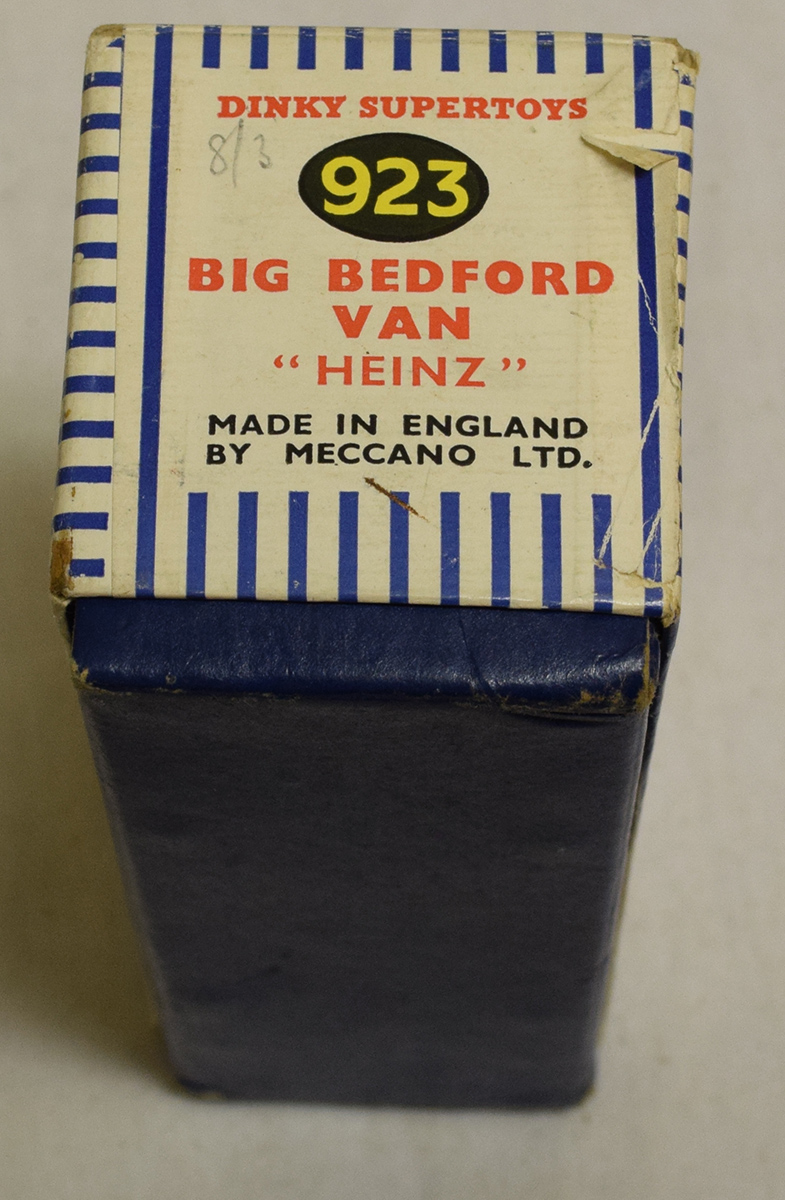 DINKY SUPERTOYS
8/3
923
BIG BEDFORD
VAN
“HEINZ”
MADE IN ENGLAND
BY MECCANO LTD.